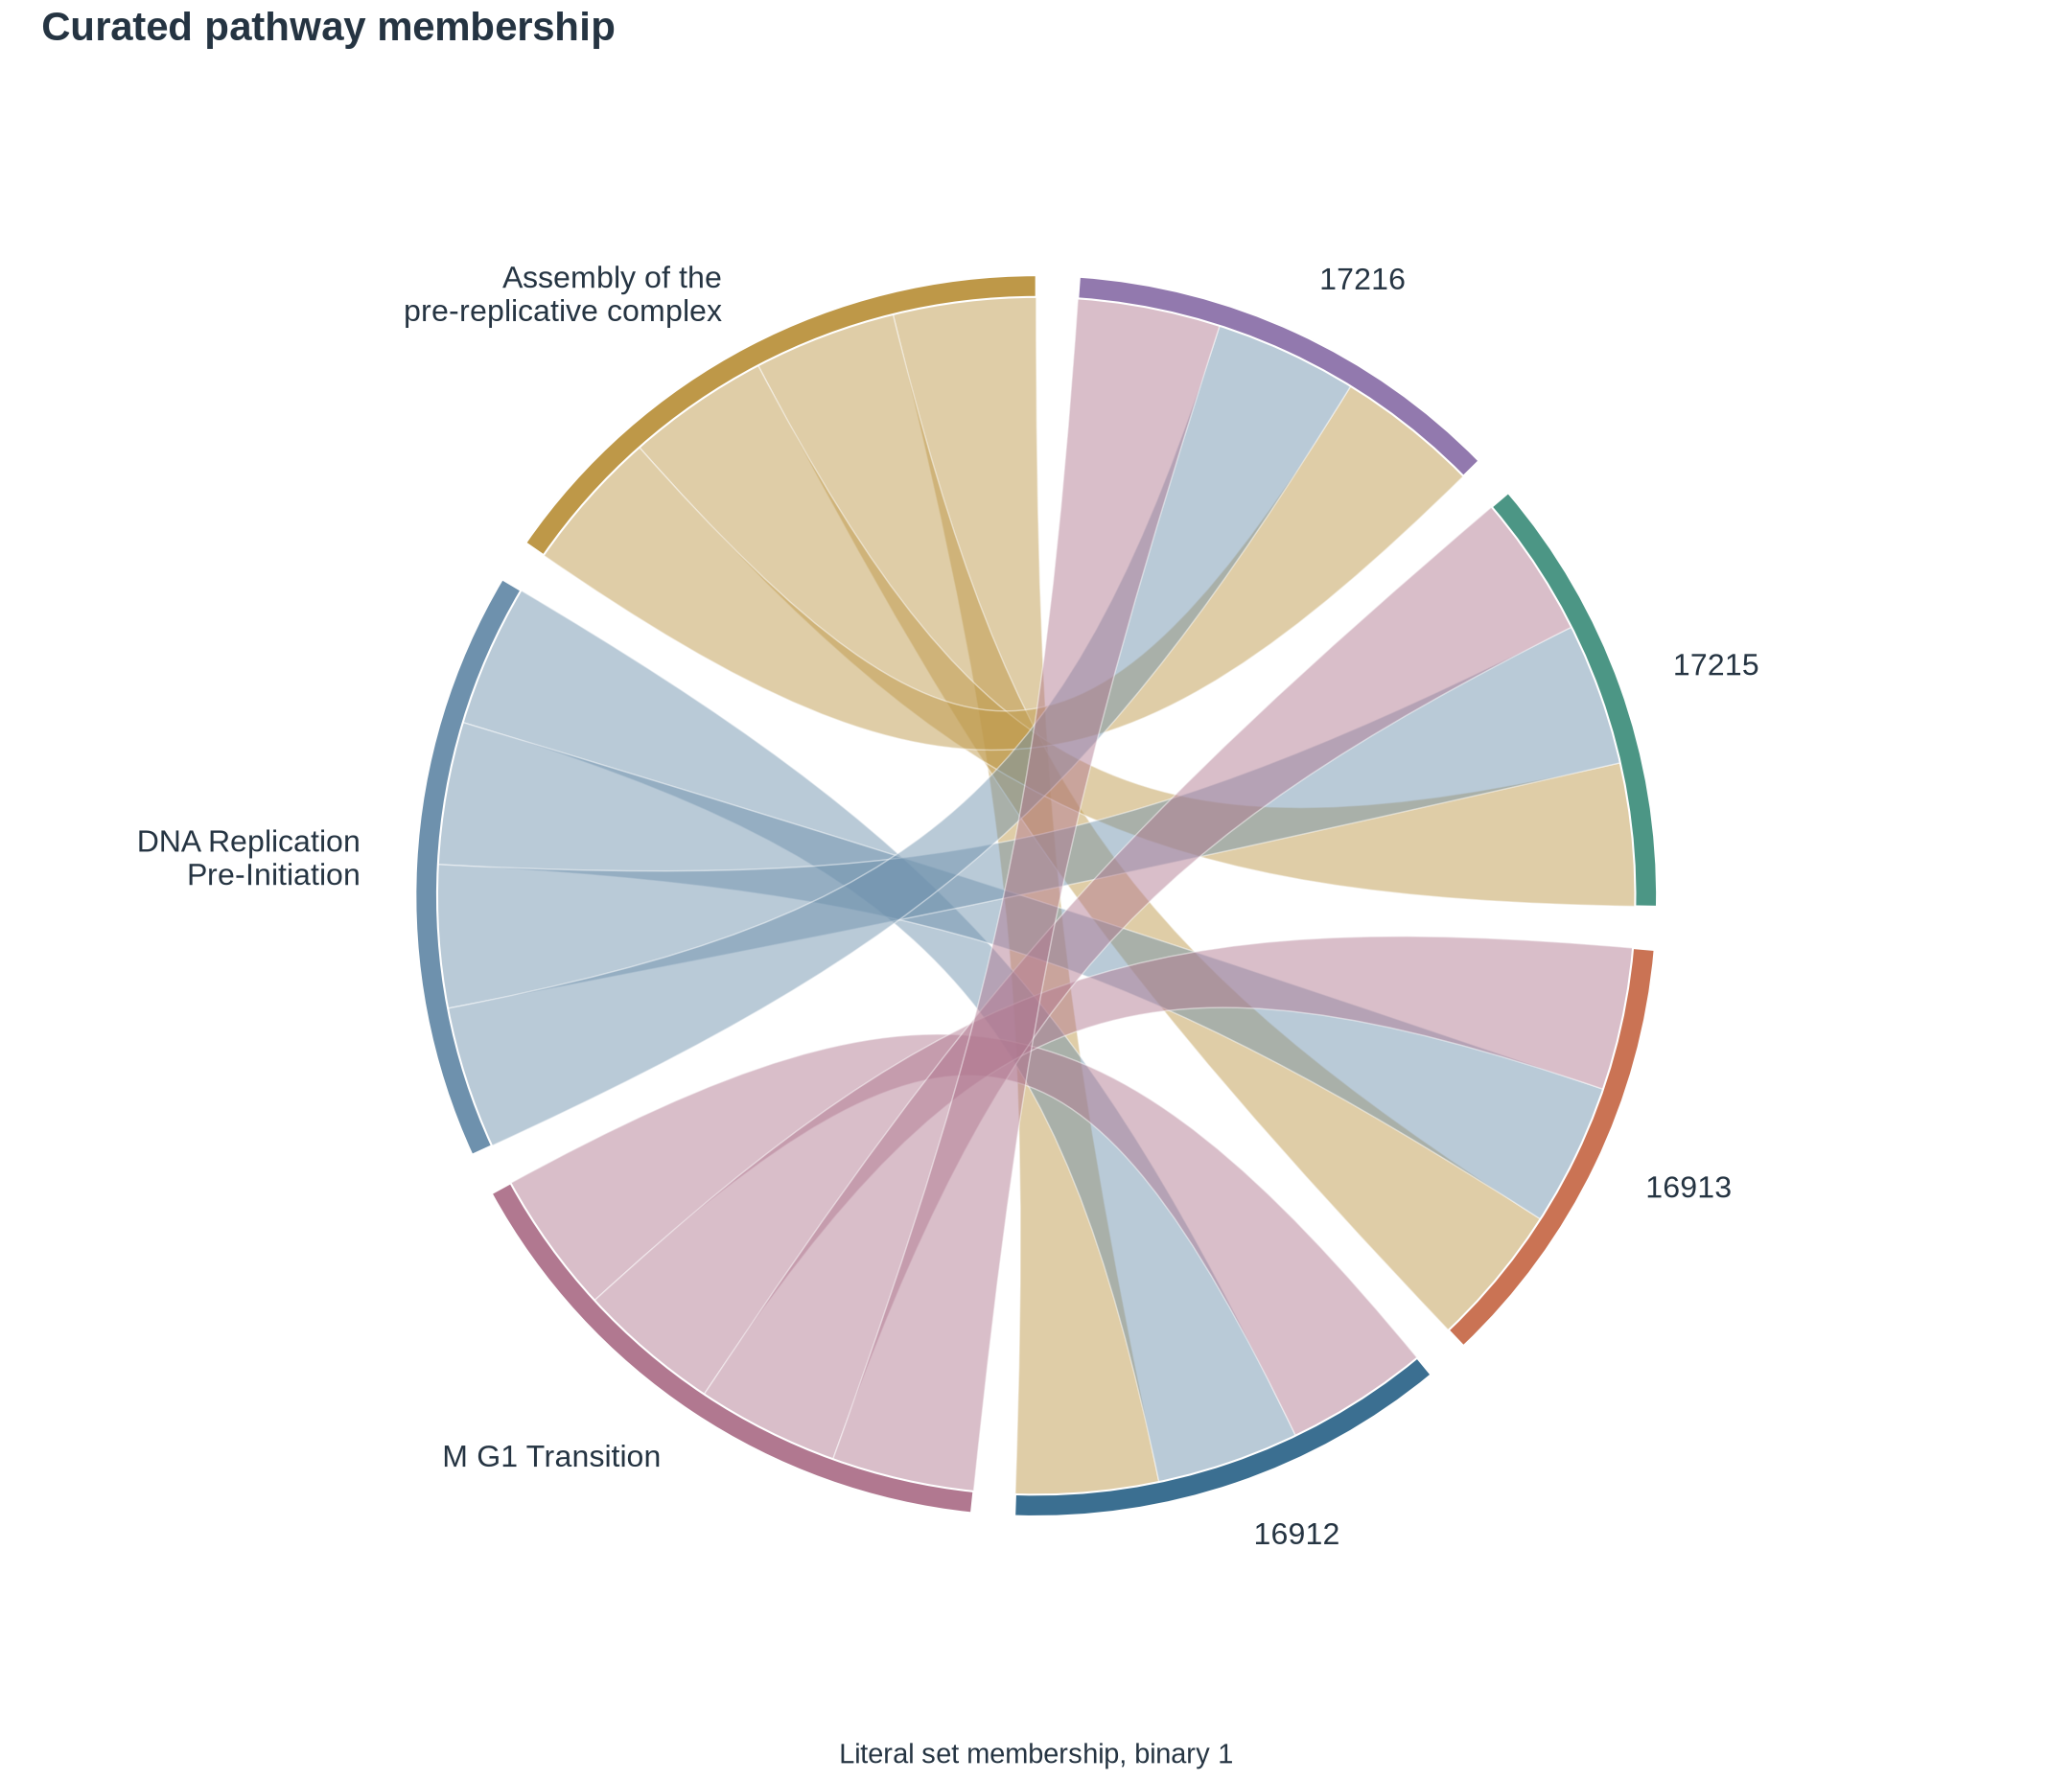 Curated pathway membership
Assembly of the
pre-replicative complex
17216
17215
DNA Replication
Pre-Initiation
16913
M G1 Transition
16912
Literal set membership, binary 1